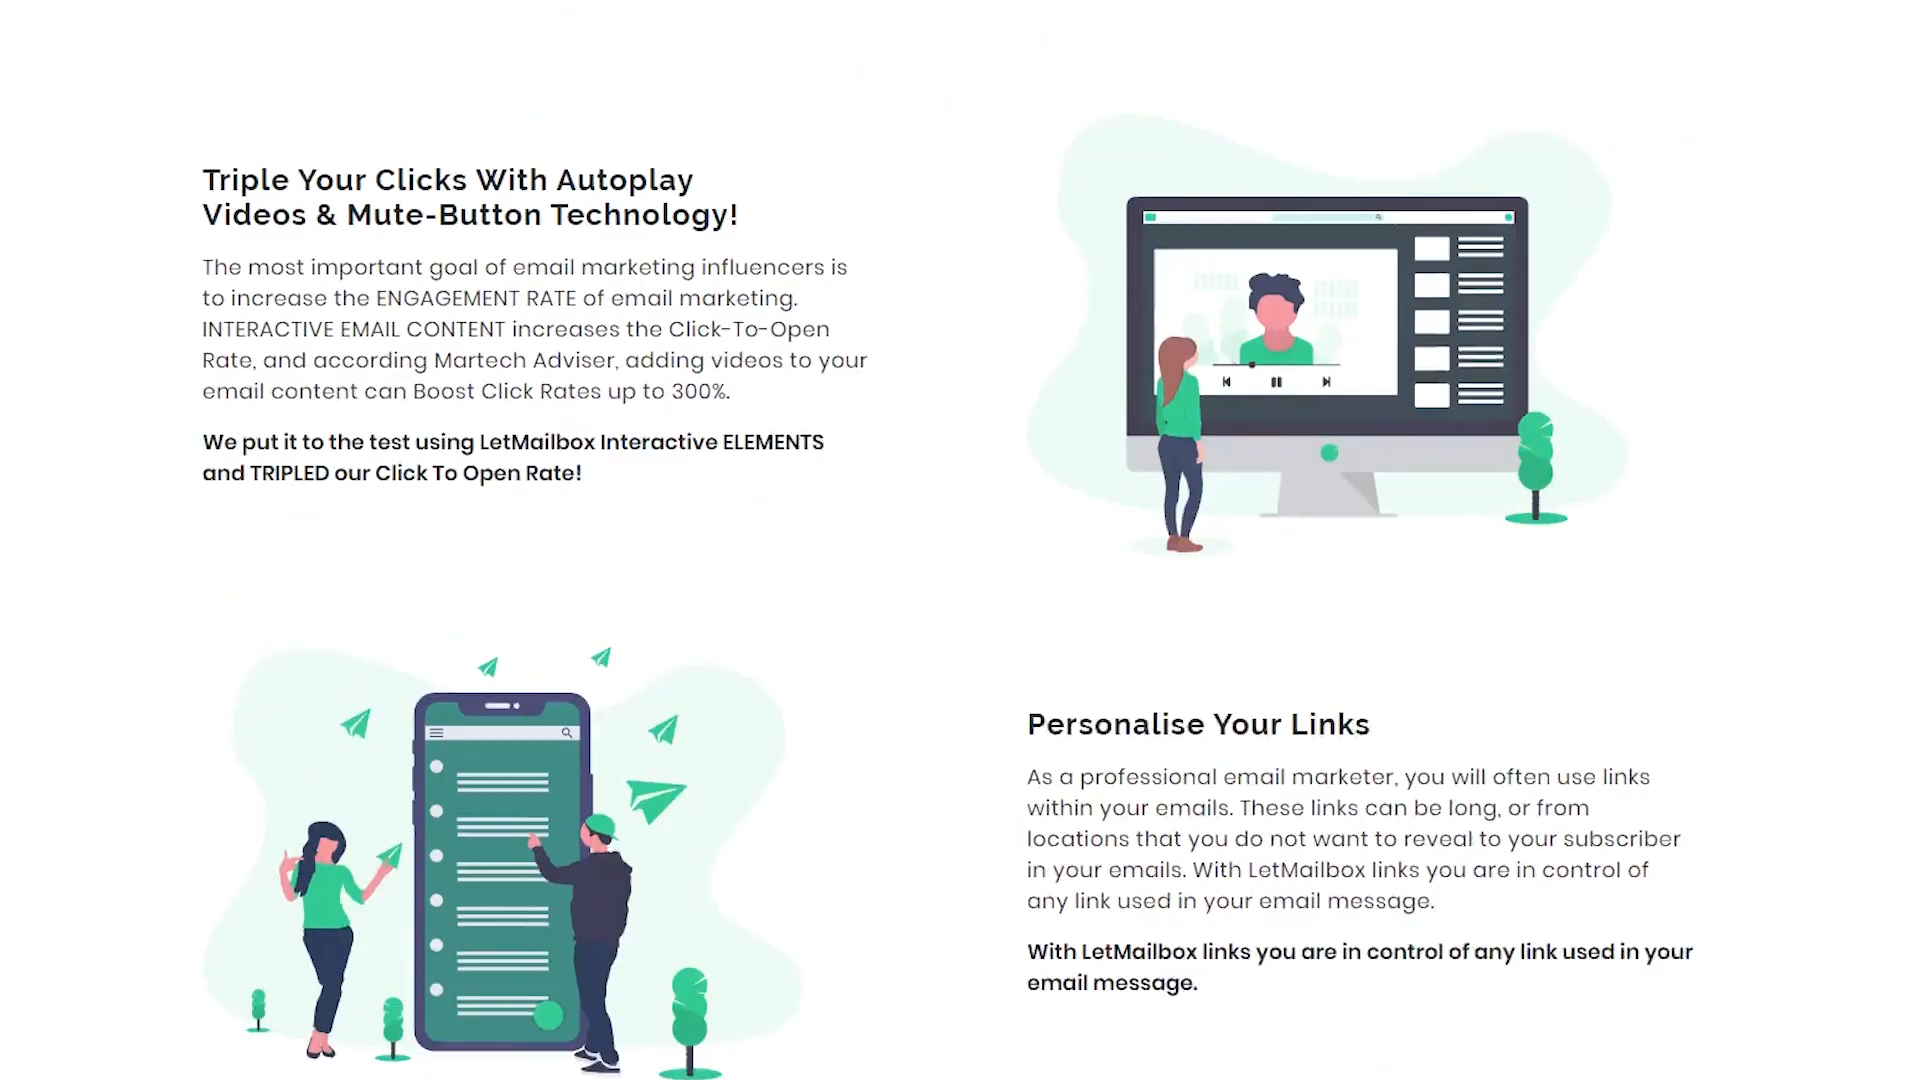 Triple Your Clicks With Autoplay
Videos & Mute-Button Technology!
The most important goal of email marketing influencers is
to increase the ENGAGEMENT RATE of email marketing.
INTERACTIVE EMAIL CONTENT increases the Click-To-Open
Rate, and according Martech Adviser, adding videos to your
email content can Boost Click Rates up to 300%.
We put it to the test using LetMailbox Interactive ELEMENTS
and TRIPLED our Click To Open Rate!
Personalise Your Links
As a professional email marketer, you will often use links
within your emails. These links can be long, or from
locations that you do not want to reveal to your subscriber
in your emails. With LetMailbox links you are in control of
any link used in your email message.
With LetMailbox links you are in control of any link used in your
email message.